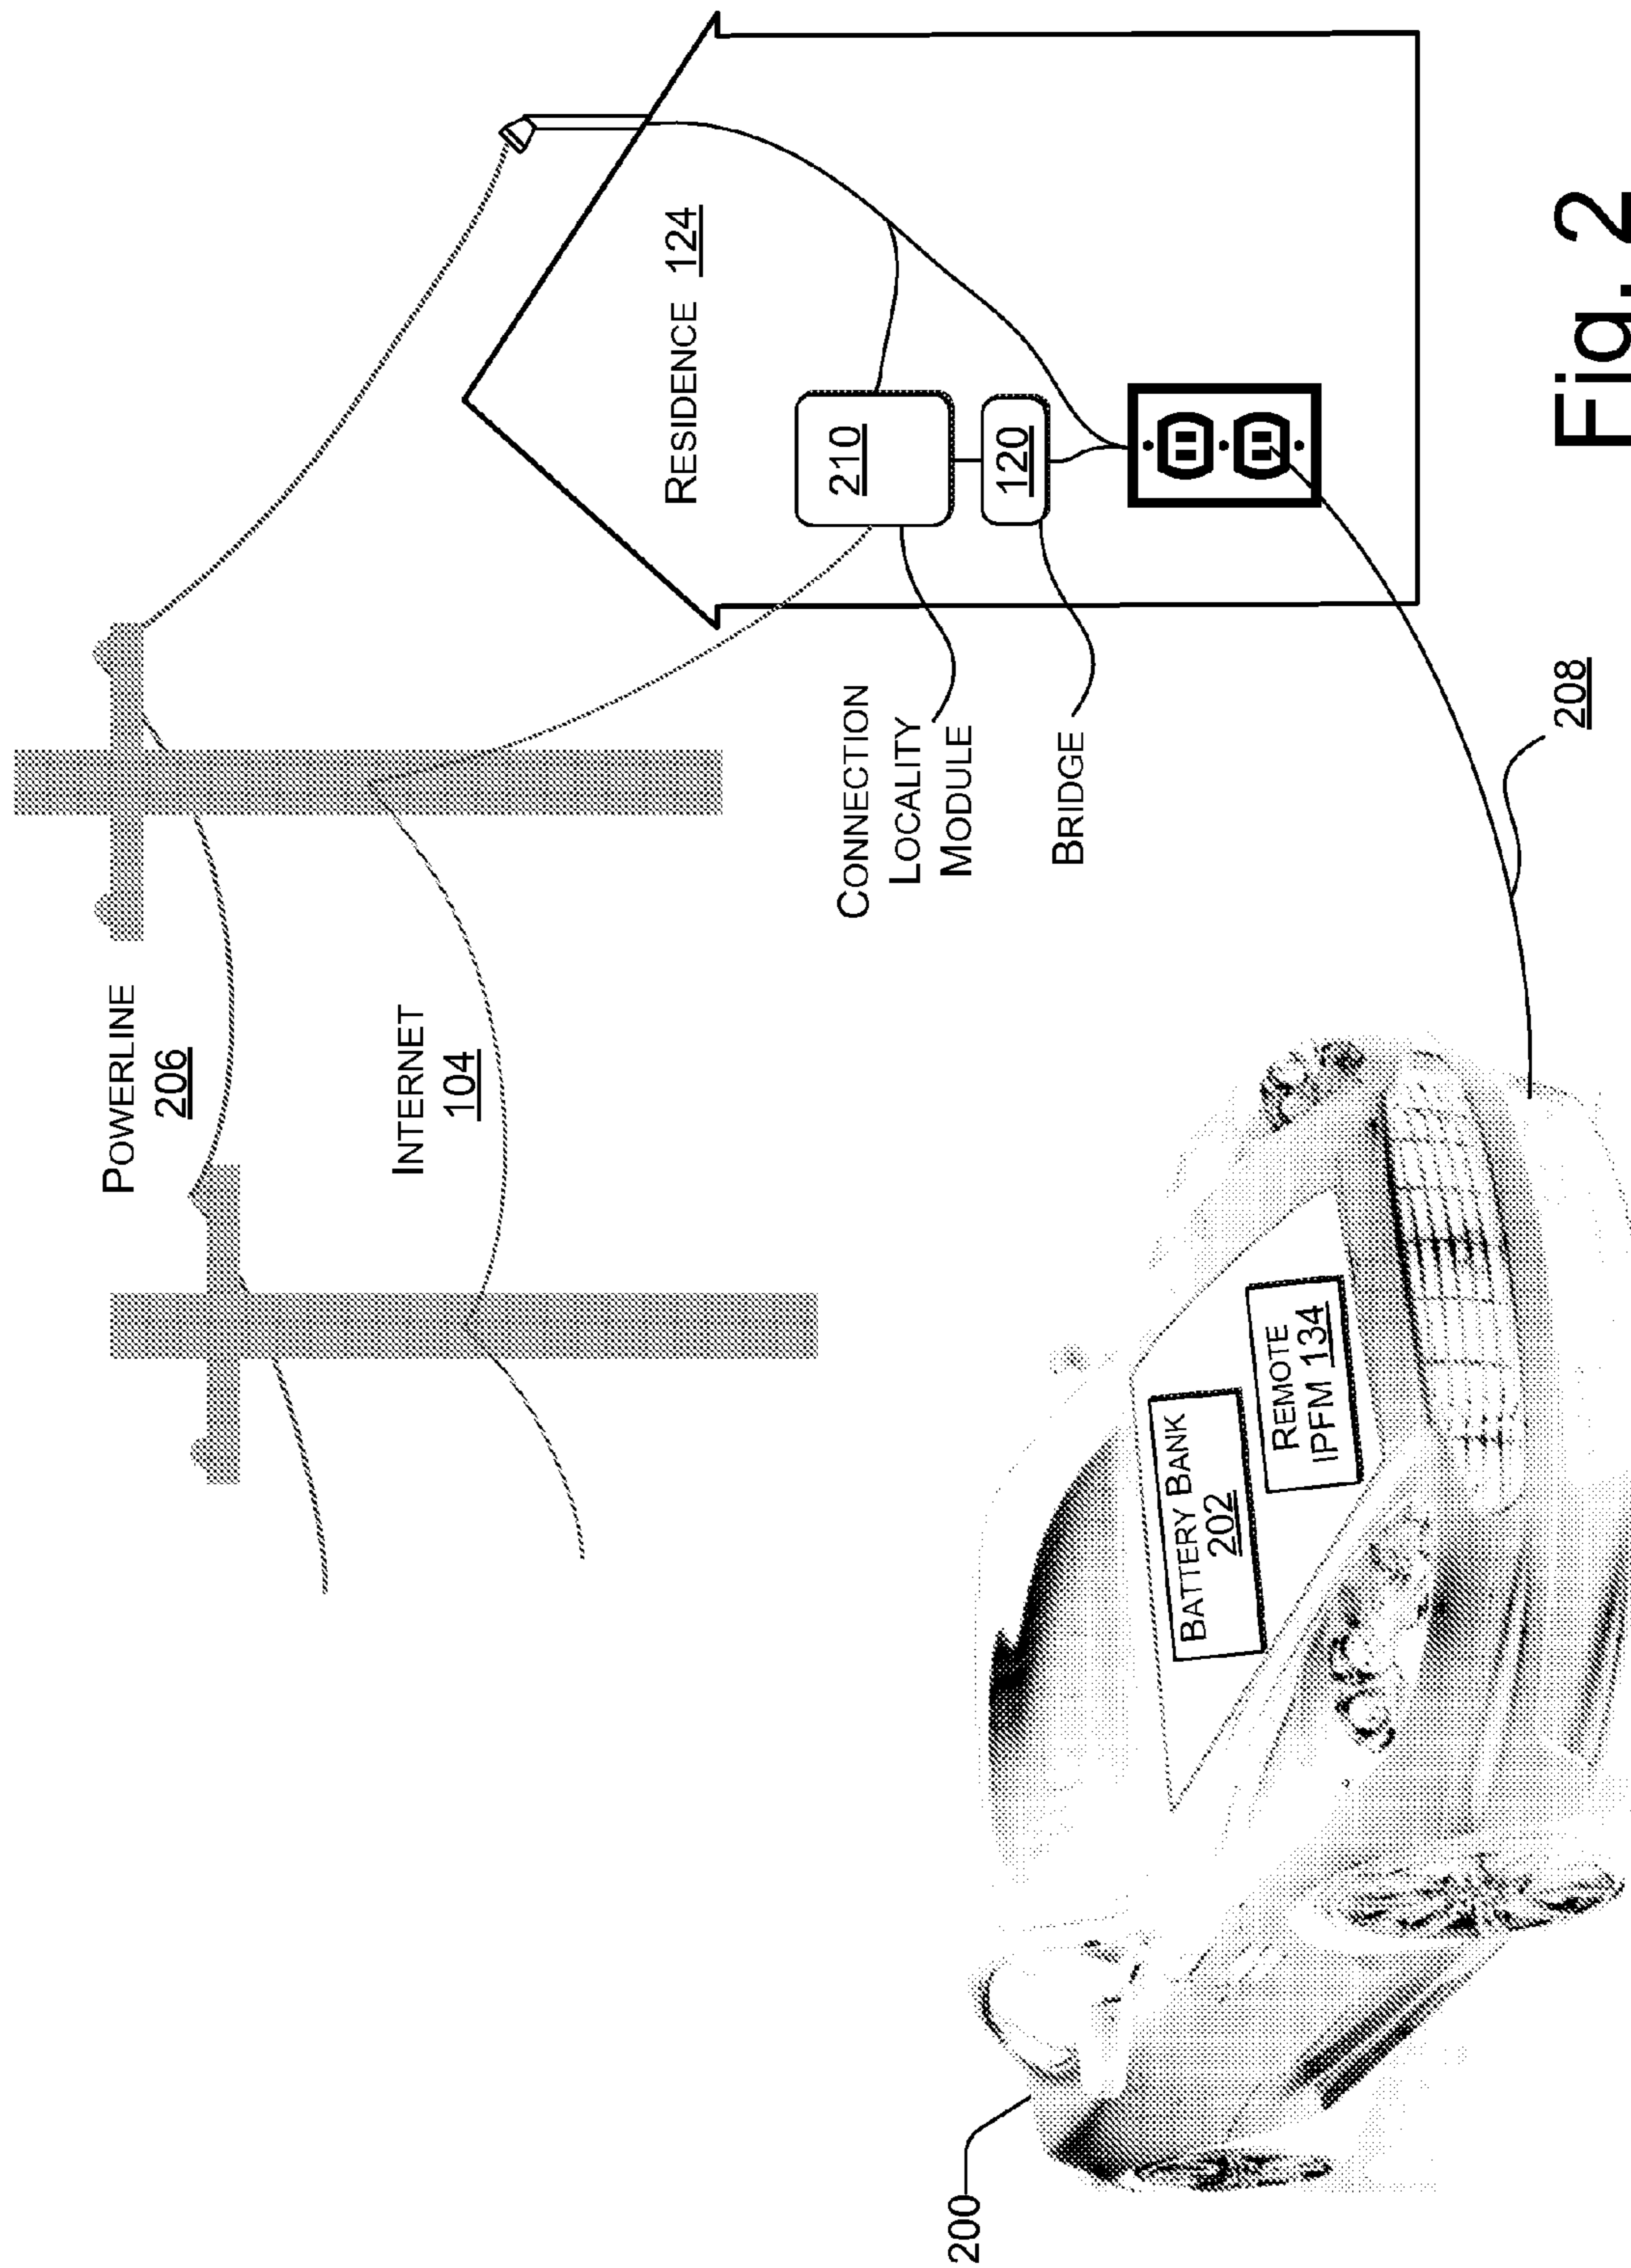 POWERLINE
206
INTERNET
104
RESIDENCE 124
210
120
CONNECTION
LOCALITY
MODULE
BRIDGE
208
BATTERY BANK
202
REMOTE
IPFM 134
200
Fig. 2